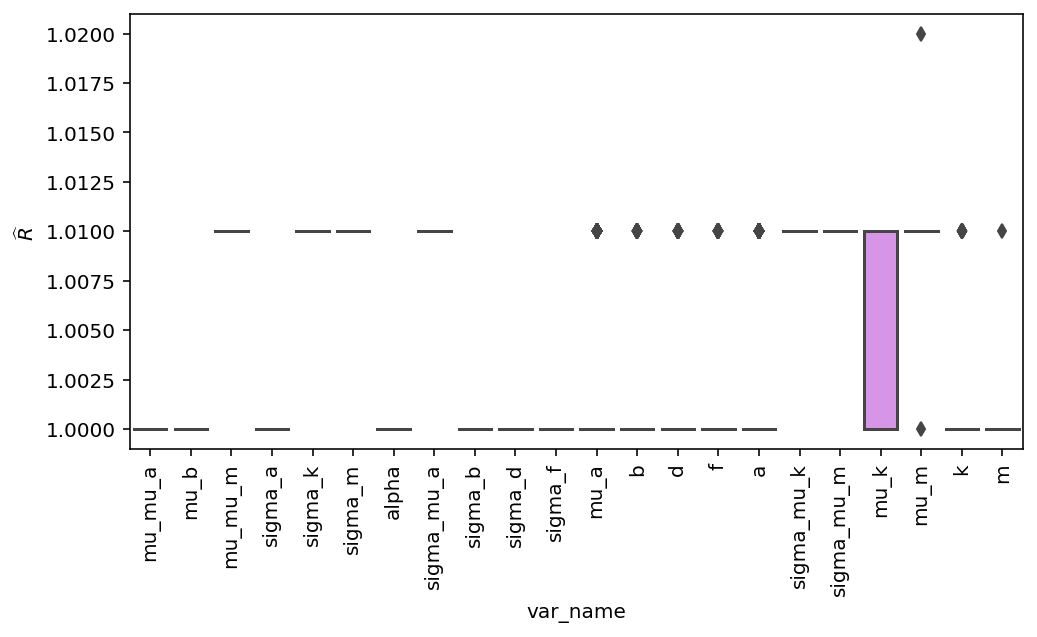 1.0200
1.0175
1.0150
1.0125
1.0100
1.0075
1.0050
1.0025
1.0000
R̂
mu_mu_a
mu_b
mu_mu_m
sigma_a
sigma_k
sigma_m
alpha
sigma_mu_a
sigma_b
sigma_d
sigma_f
mu_a
b
d
f
a
sigma_mu_k
sigma_mu_m
mu_k
mu_m
k
m
var_name